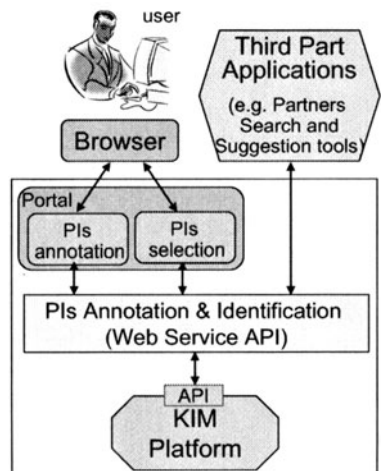 user
Third Part
Applications
(e.g. Partners
Search and
Suggestion tools)
Browser
Portal
PIs
annotation
PIs
selection
PIs Annotation & Identification
(Web Service API)
API
KIM
Platform